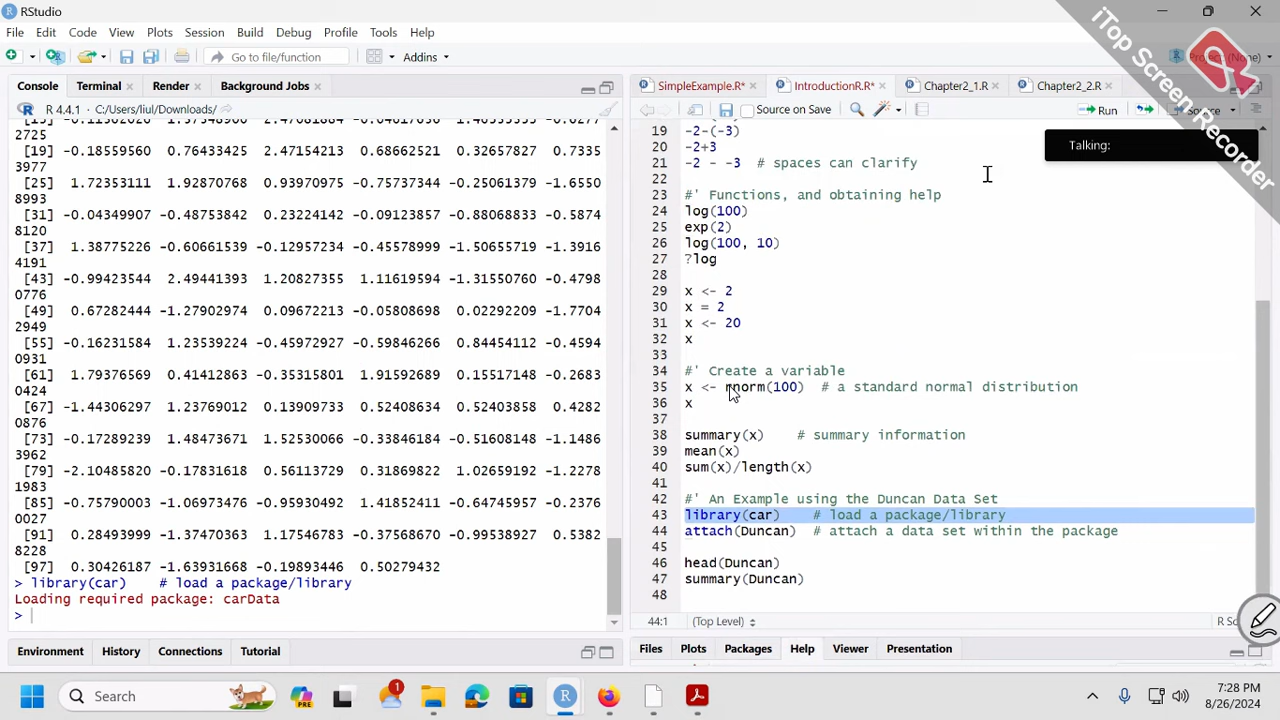 RStudio
File Edit Code View Plots Session Build Debug Profile Tools Help
Go to file/function
Addins
Project: (None)
Console Terminal Render Background Jobs
R 4.4.1 · C:/Users/liul/Downloads/
2725
[19] -0.18559560 0.76433425 2.47154213 0.68662521 0.32657867 0.7335
3977
[25] 1.72353111 1.92870768 0.93970975 -0.75737344 -0.25061379 -1.6550
8993
[31] -0.04349907 -0.48753842 0.23224142 -0.09123857 -0.88068833 -0.5874
8120
[37] 1.38775226 -0.60661539 -0.12957234 -0.45578999 -1.50655719 -1.3916
4191
[43] -0.99423544 2.49441393 1.20827355 1.11619594 -1.31550760 -0.4798
0776
[49] 0.67282444 -1.27902974 0.09672213 -0.05808698 0.02292209 -1.7704
2949
[55] -0.16231584 1.23539224 -0.45972927 -0.59846266 0.84454112 -0.4594
0931
[61] 1.79376569 0.41412863 -0.35315801 1.91592689 0.15517148 -0.2683
0424
[67] -1.44306297 0.37642874 0.13909733 0.52405234 0.52403858 0.4282
0876
[73] -0.17289239 1.48473671 1.52530066 -0.33846184 -0.51608148 -1.1486
3962
[79] -2.10485820 -0.17831618 0.56113729 0.31869822 1.02659192 -1.2278
1983
[85] -0.75790003 -1.06973476 -0.95930492 1.41852411 -0.64745957 -0.2376
0027
[91] 0.28493309 -1.37470363 1.17546783 -0.37568670 -0.99538927 0.5382
8228
[97] 0.30426187 -1.63931668 -0.19893446 0.50279432
> library(car)    # load a package/library
Loading required package: carData
>
Environment History Connections Tutorial
SimpleExample.R* IntroductionR.R* Chapter2_1.R Chapter2_2.R
Source on Save
Run
Source
19 -2-(-3)
20 -2+3
21 -2 - -3  # spaces can clarify
22
23 #' Functions, and obtaining help
24 log(100)
25 exp(2)
26 log(100, 10)
27 ?log
28
29 x <- 2
30 x = 2
31 x <- 20
32 x
33
34 #' Create a variable
35 x <- rnorm(100)  # a standard normal distribution
36 x
37
38 summary(x)    # summary information
39 mean(x)
40 sum(x)/length(x)
41
42 #' An Example using the Duncan Data Set
43 library(car)    # load a package/library
44 attach(Duncan)  # attach a data set within the package
45
46 head(Duncan)
47 summary(Duncan)
48
44:1 (Top Level)
Files Plots Packages Help Viewer Presentation
Talking:
iTop Screen Recorder
Search
PRE
1
7:28 PM
8/26/2024